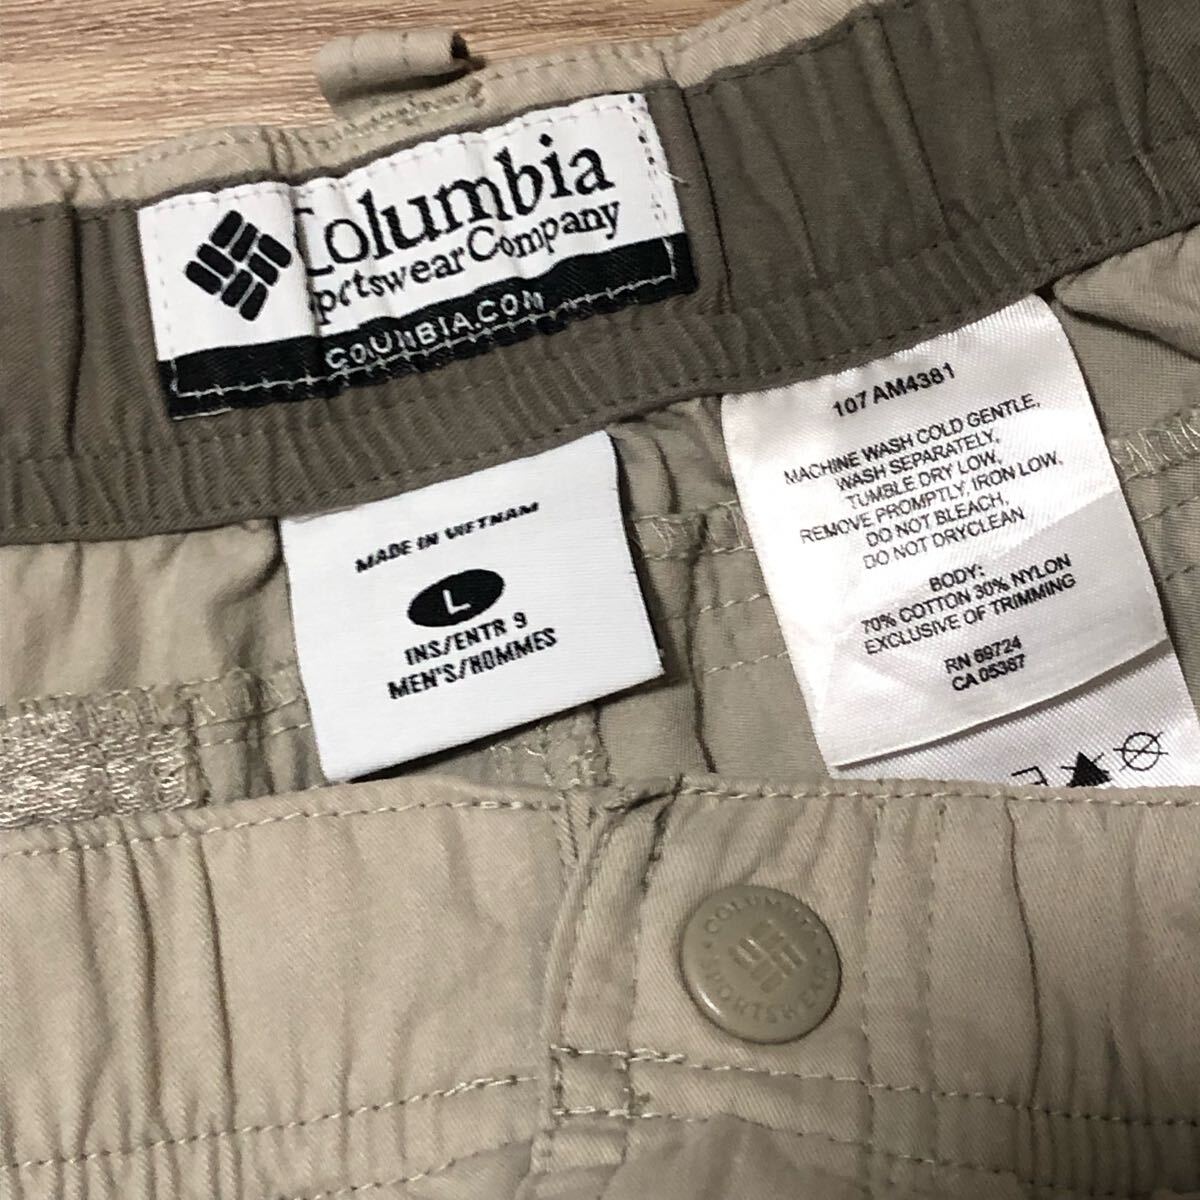 Columbia
Sportswear Company
COLUMBIA.COM
MADE IN VIETNAM
L
INS/ENTR 9
MEN'S/HOMMES
107 AM4381
MACHINE WASH COLD GENTLE,
WASH SEPARATELY,
TUMBLE DRY LOW,
REMOVE PROMPTLY, IRON LOW,
DO NOT BLEACH,
DO NOT DRYCLEAN
BODY:
70% COTTON 30% NYLON
EXCLUSIVE OF TRIMMING
RN 69724
CA 05367
COLUMBIA
SPORTSWEAR